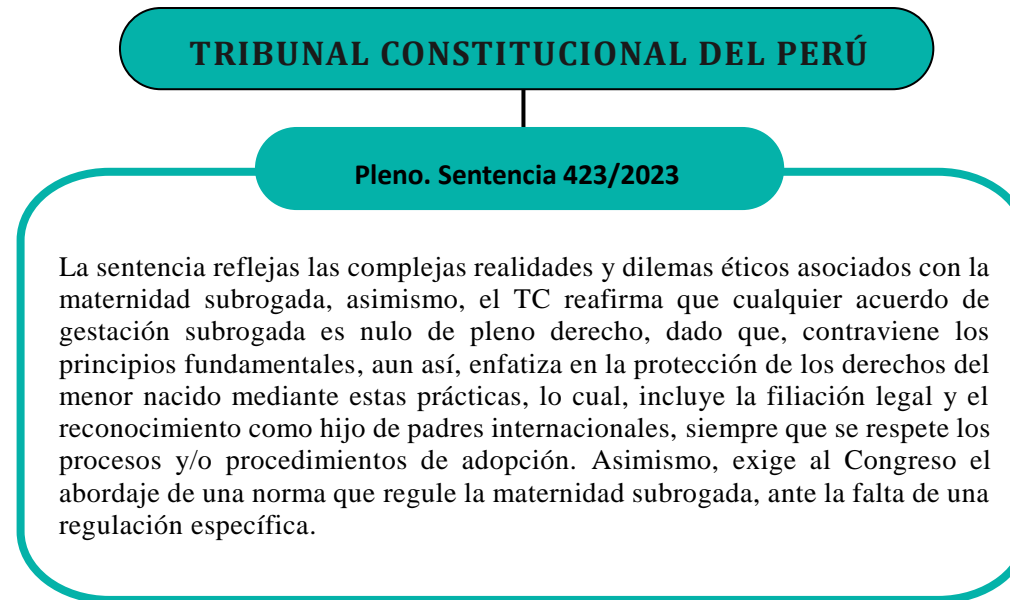 TRIBUNAL CONSTITUCIONAL DEL PERÚ
Pleno. Sentencia 423/2023
La sentencia reflejas las complejas realidades y dilemas éticos asociados con la
maternidad subrogada, asimismo, el TC reafirma que cualquier acuerdo de
gestación subrogada es nulo de pleno derecho, dado que, contraviene los
principios fundamentales, aun así, enfatiza en la protección de los derechos del
menor nacido mediante estas prácticas, lo cual, incluye la filiación legal y el
reconocimiento como hijo de padres internacionales, siempre que se respete los
procesos y/o procedimientos de adopción. Asimismo, exige al Congreso el
abordaje de una norma que regule la maternidad subrogada, ante la falta de una
regulación específica.